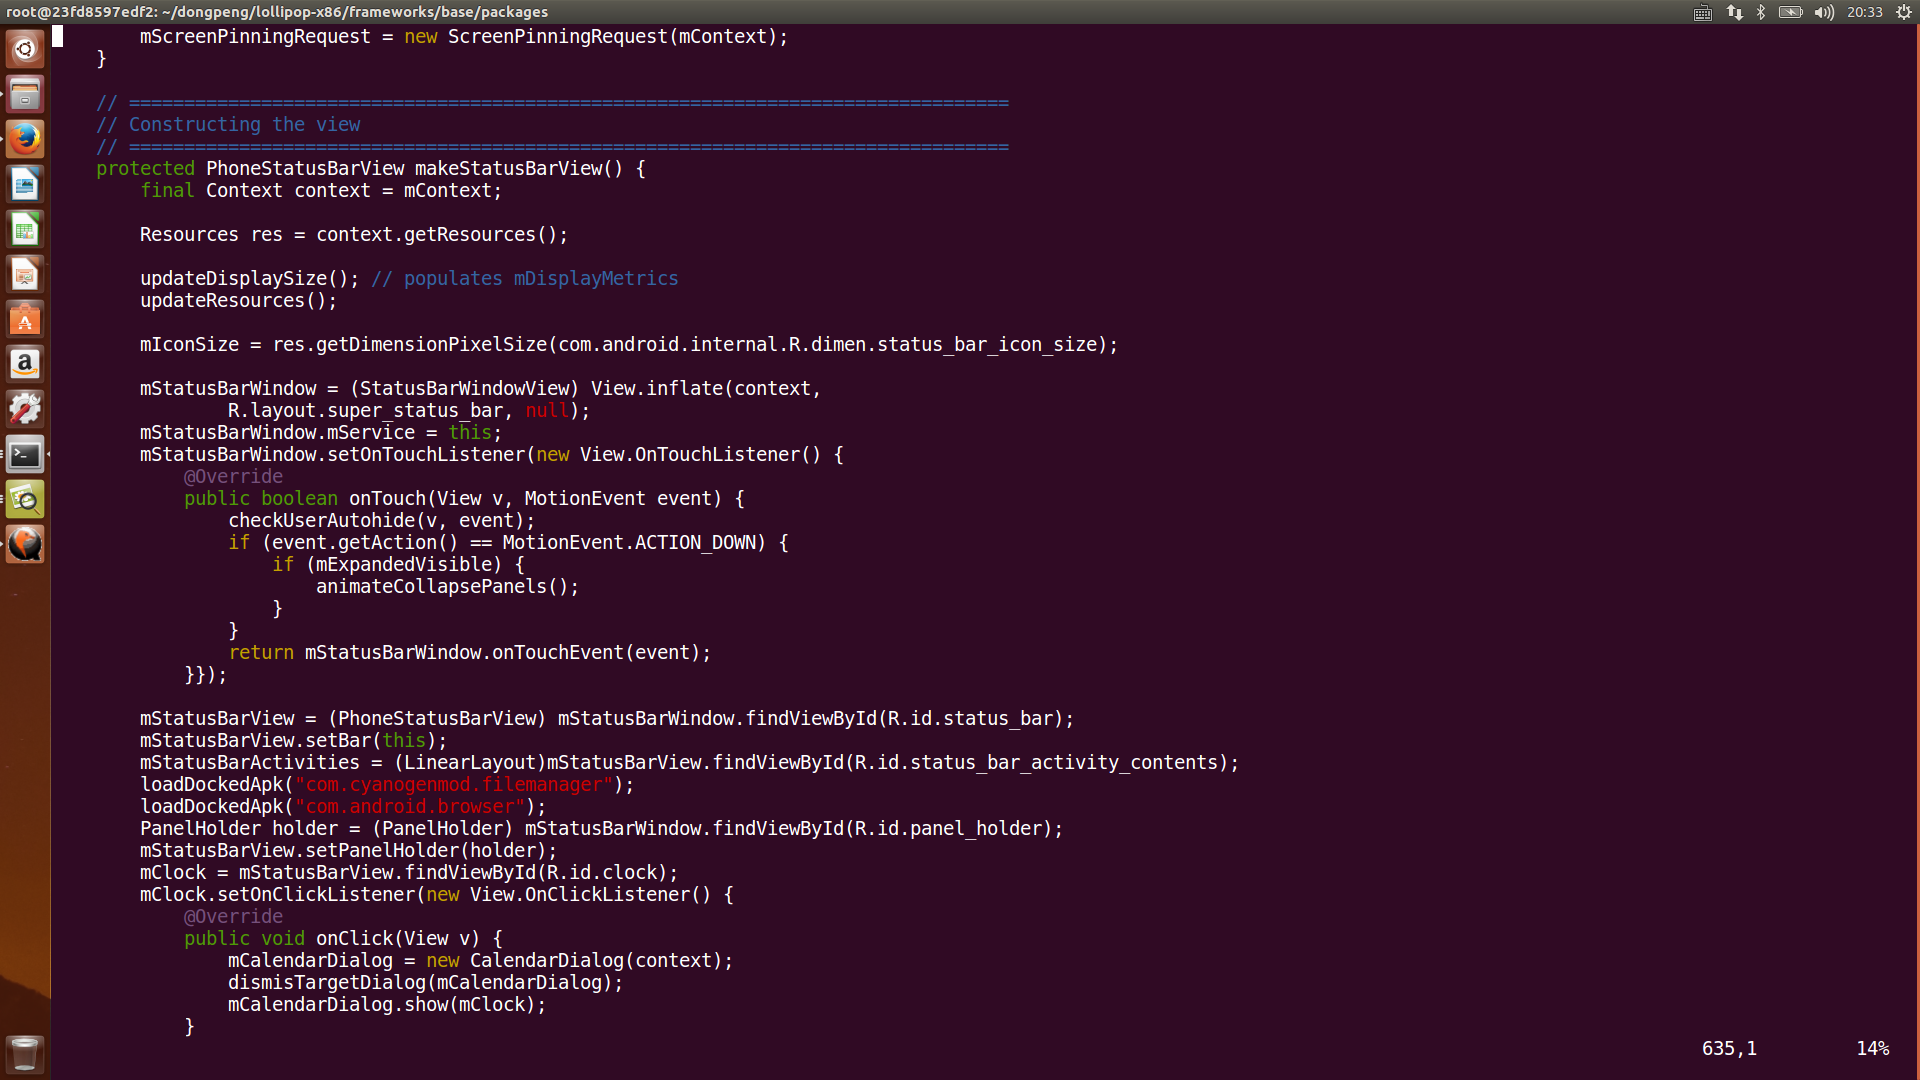 root@23fd8597edf2: ~/dongpeng/lollipop-x86/frameworks/base/packages
20:33
        mScreenPinningRequest = new ScreenPinningRequest(mContext);
    }

    // ================================================================================
    // Constructing the view
    // ================================================================================
    protected PhoneStatusBarView makeStatusBarView() {
        final Context context = mContext;

        Resources res = context.getResources();

        updateDisplaySize(); // populates mDisplayMetrics
        updateResources();

        mIconSize = res.getDimensionPixelSize(com.android.internal.R.dimen.status_bar_icon_size);

        mStatusBarWindow = (StatusBarWindowView) View.inflate(context,
                R.layout.super_status_bar, null);
        mStatusBarWindow.mService = this;
        mStatusBarWindow.setOnTouchListener(new View.OnTouchListener() {
            @Override
            public boolean onTouch(View v, MotionEvent event) {
                checkUserAutohide(v, event);
                if (event.getAction() == MotionEvent.ACTION_DOWN) {
                    if (mExpandedVisible) {
                        animateCollapsePanels();
                    }
                }
                return mStatusBarWindow.onTouchEvent(event);
            }});

        mStatusBarView = (PhoneStatusBarView) mStatusBarWindow.findViewById(R.id.status_bar);
        mStatusBarView.setBar(this);
        mStatusBarActivities = (LinearLayout)mStatusBarView.findViewById(R.id.status_bar_activity_contents);
        loadDockedApk("com.cyanogenmod.filemanager");
        loadDockedApk("com.android.browser");
        PanelHolder holder = (PanelHolder) mStatusBarWindow.findViewById(R.id.panel_holder);
        mStatusBarView.setPanelHolder(holder);
        mClock = mStatusBarView.findViewById(R.id.clock);
        mClock.setOnClickListener(new View.OnClickListener() {
            @Override
            public void onClick(View v) {
                mCalendarDialog = new CalendarDialog(context);
                dismisTargetDialog(mCalendarDialog);
                mCalendarDialog.show(mClock);
            }
635,1 14%